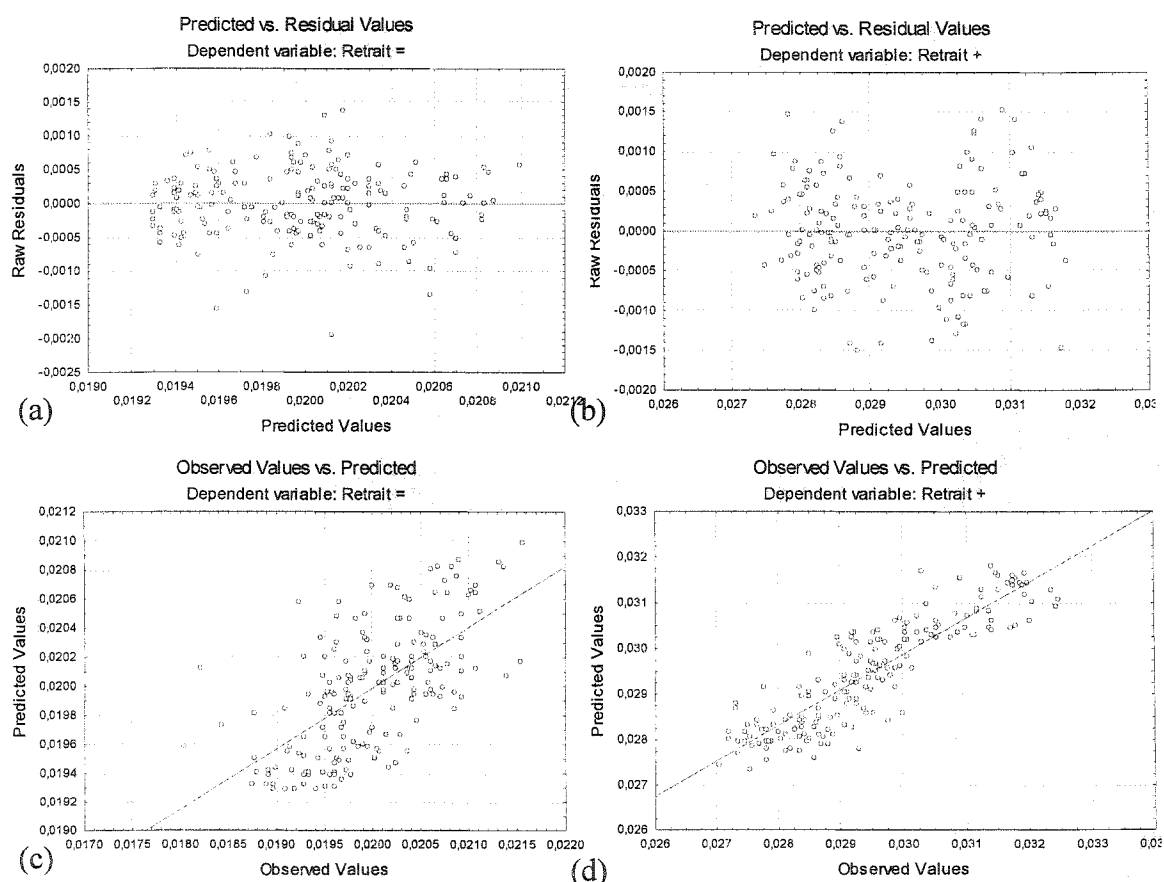 Predicted vs. Residual Values
Dependent variable: Retrait =
0,0020
0,0015
0,0010
0,0005
0,0000
-0,0005
-0,0010
-0,0015
-0,0020
-0,0025
Raw Residuals
0,0190 0,0194 0,0198 0,0202 0,0206 0,0210
0,0192 0,0196 0,0200 0,0204 0,0208 0,0212
Predicted Values
(a)
Predicted vs. Residual Values
Dependent variable: Retrait +
0,0020
0,0015
0,0010
0,0005
0,0000
-0,0005
-0,0010
-0,0015
-0,0020
Raw Residuals
0,026 0,027 0,028 0,029 0,030 0,031 0,032 0,03
Predicted Values
(b)
Observed Values vs. Predicted
Dependent variable: Retrait =
0,0212
0,0210
0,0208
0,0206
0,0204
0,0202
0,0200
0,0198
0,0196
0,0194
0,0192
0,0190
Predicted Values
0,0170 0,0175 0,0180 0,0185 0,0190 0,0195 0,0200 0,0205 0,0210 0,0215 0,0220
Observed Values
(c)
Observed Values vs. Predicted
Dependent variable: Retrait +
0,033
0,032
0,031
0,030
0,029
0,028
0,027
0,026
Predicted Values
0,026 0,027 0,028 0,029 0,030 0,031 0,032 0,033 0,03
Observed Values
(d)